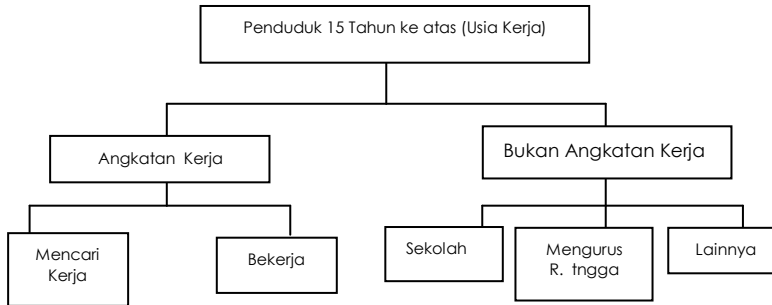 Penduduk 15 Tahun ke atas (Usia Kerja)
Angkatan Kerja
Bukan Angkatan Kerja
Mencari
Kerja
Bekerja
Sekolah
Mengurus
R. tngga
Lainnya